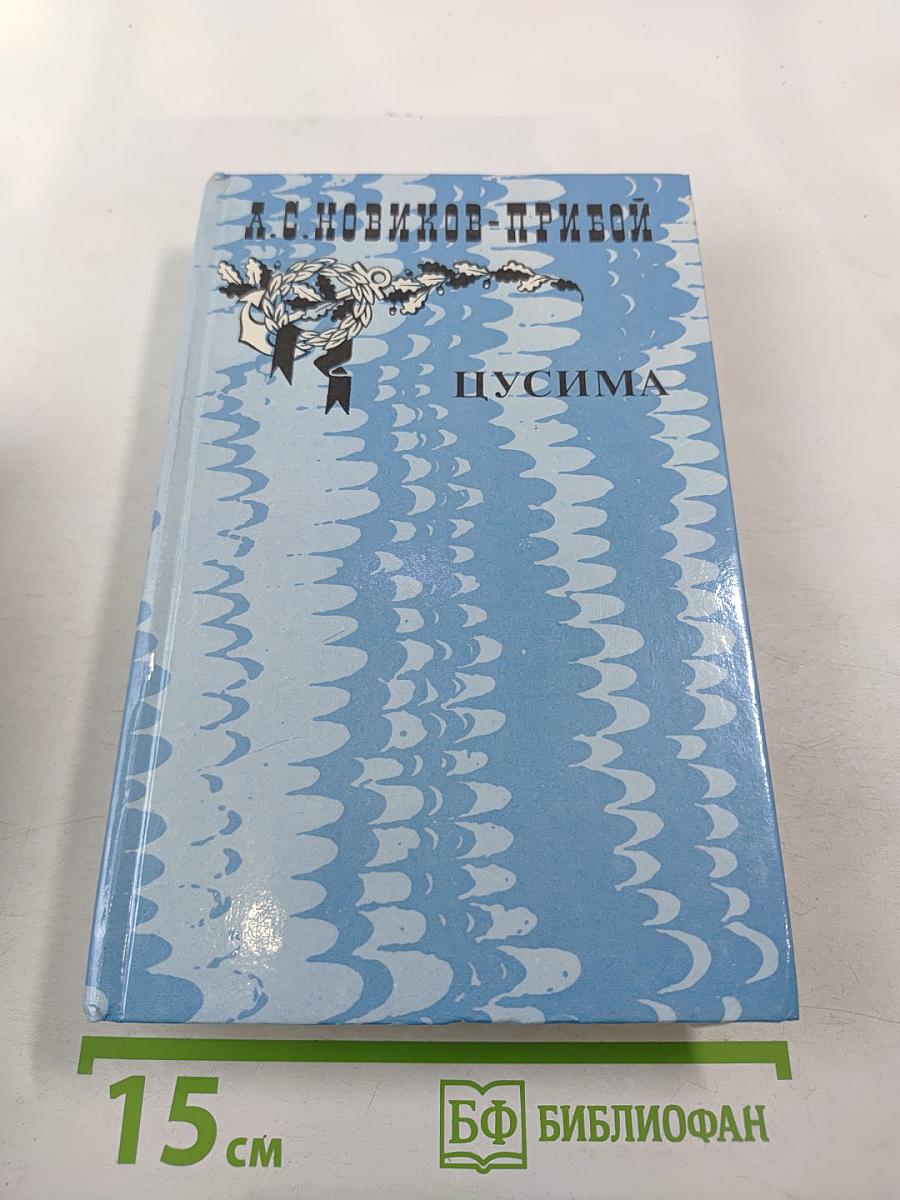 А.С.НОВИКОВ-ПРИБОЙ
ЦУСИМА
15 см
БФ БИБЛИОФАН